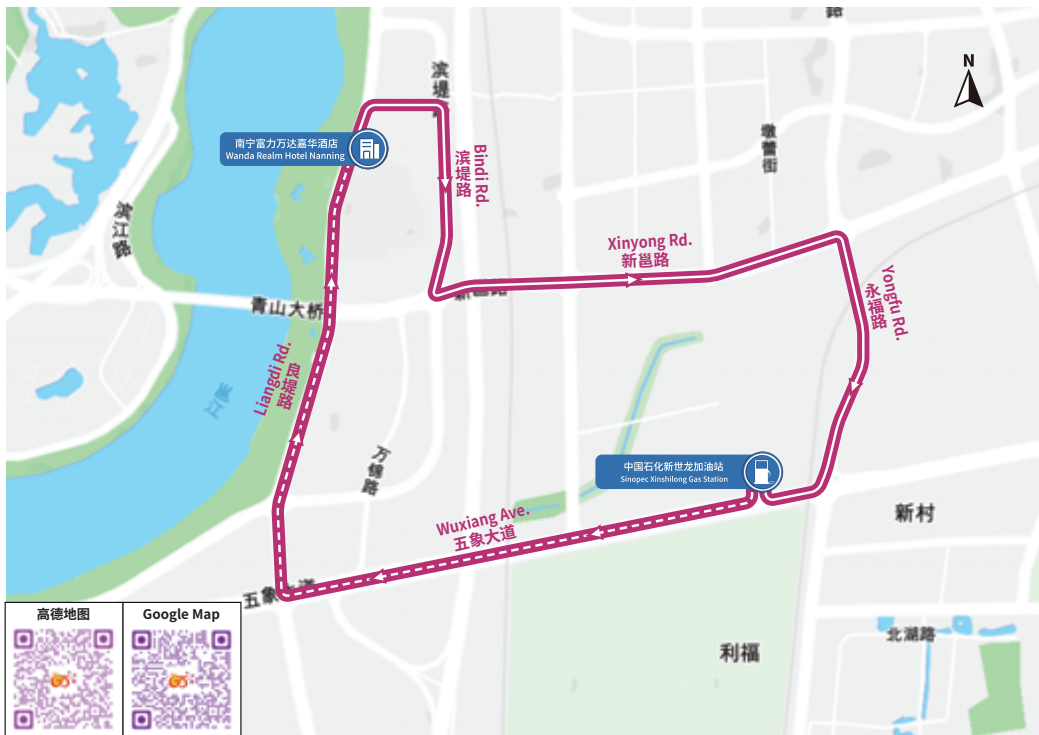 路
N
滨堤路
墩蕾街
南宁富力万达嘉华酒店
Wanda Realm Hotel Nanning
Bindi Rd.
滨堤路
滨江路
Xinyong Rd.
新邕路
新邕路
Yongfu Rd.
永福路
青山大桥
Liangdi Rd.
良堤路
邕江
万锦路
中国石化新世龙加油站
Sinopec Xinshilong Gas Station
Wuxiang Ave.
五象大道
新村
五象大道
高德地图
Google Map
北湖路
利福